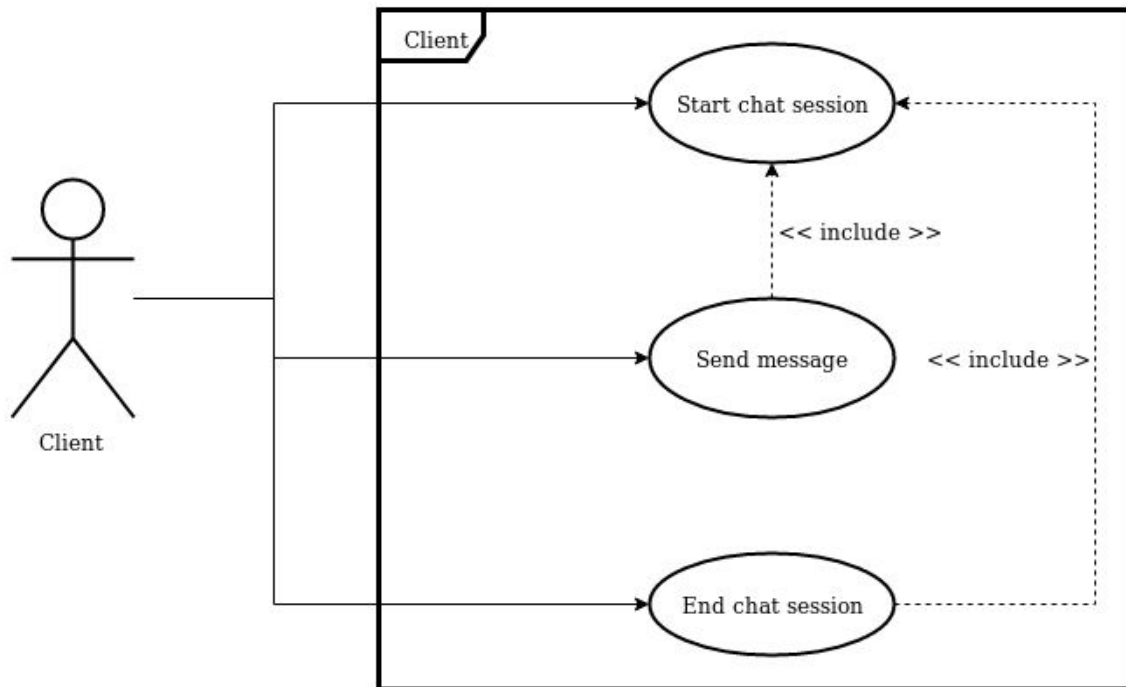 Client
Start chat session
<< include >>
Send message
<< include >>
Client
End chat session